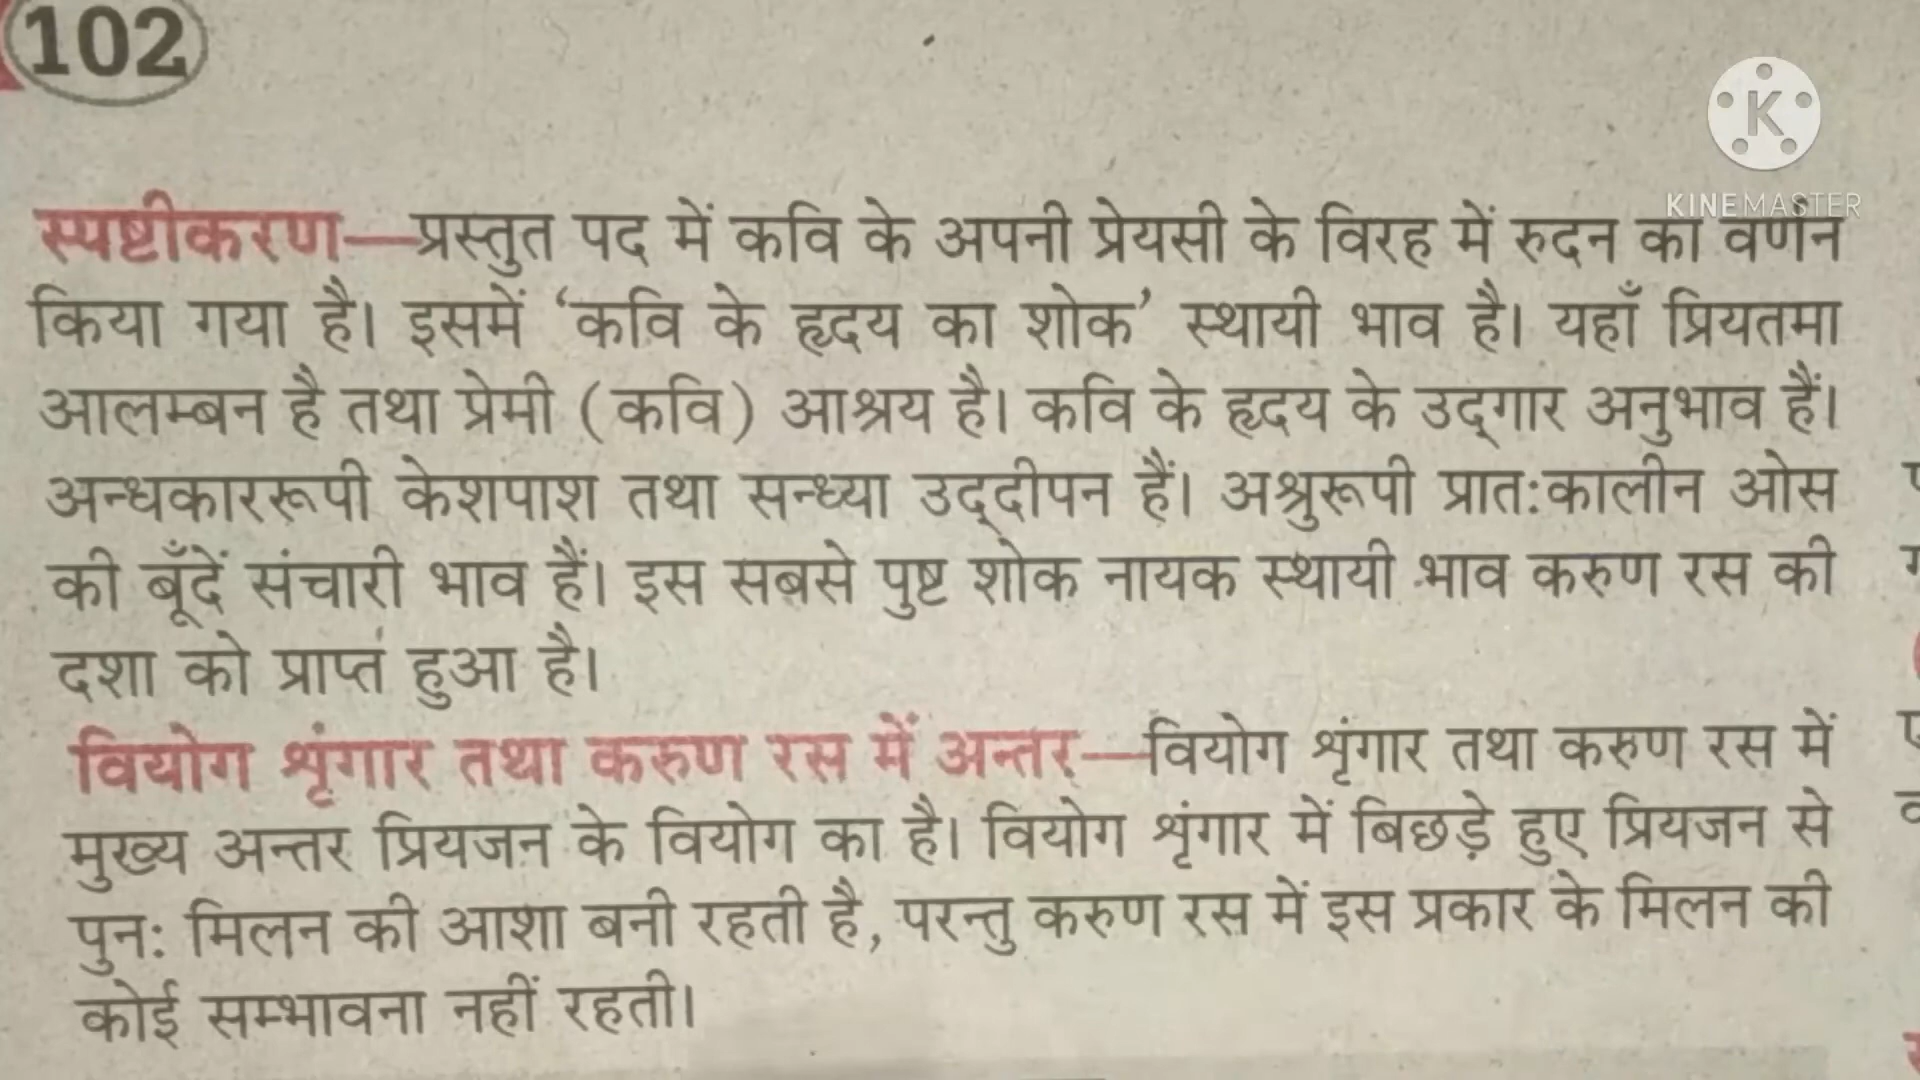 102
K
KINEMASTER
स्पष्टीकरण—प्रस्तुत पद में कवि के अपनी प्रेयसी के विरह में रुदन का वर्णन
किया गया है। इसमें ‘कवि के हृदय का शोक’ स्थायी भाव है। यहाँ प्रियतमा
आलम्बन है तथा प्रेमी (कवि) आश्रय है। कवि के हृदय के उद्‌गार अनुभाव हैं।
अन्धकाररूपी केशपाश तथा सन्ध्या उद्‌दीपन हैं। अश्रुरूपी प्रात:कालीन ओस
की बूँदें संचारी भाव हैं। इस सबसे पुष्ट शोक नायक स्थायी भाव करुण रस की
दशा को प्राप्त हुआ है।
वियोग शृंगार तथा करुण रस में अन्तर—वियोग शृंगार तथा करुण रस में
मुख्य अन्तर प्रियजन के वियोग का है। वियोग शृंगार में बिछड़े हुए प्रियजन से
पुन: मिलन की आशा बनी रहती है, परन्तु करुण रस में इस प्रकार के मिलन की
कोई सम्भावना नहीं रहती।